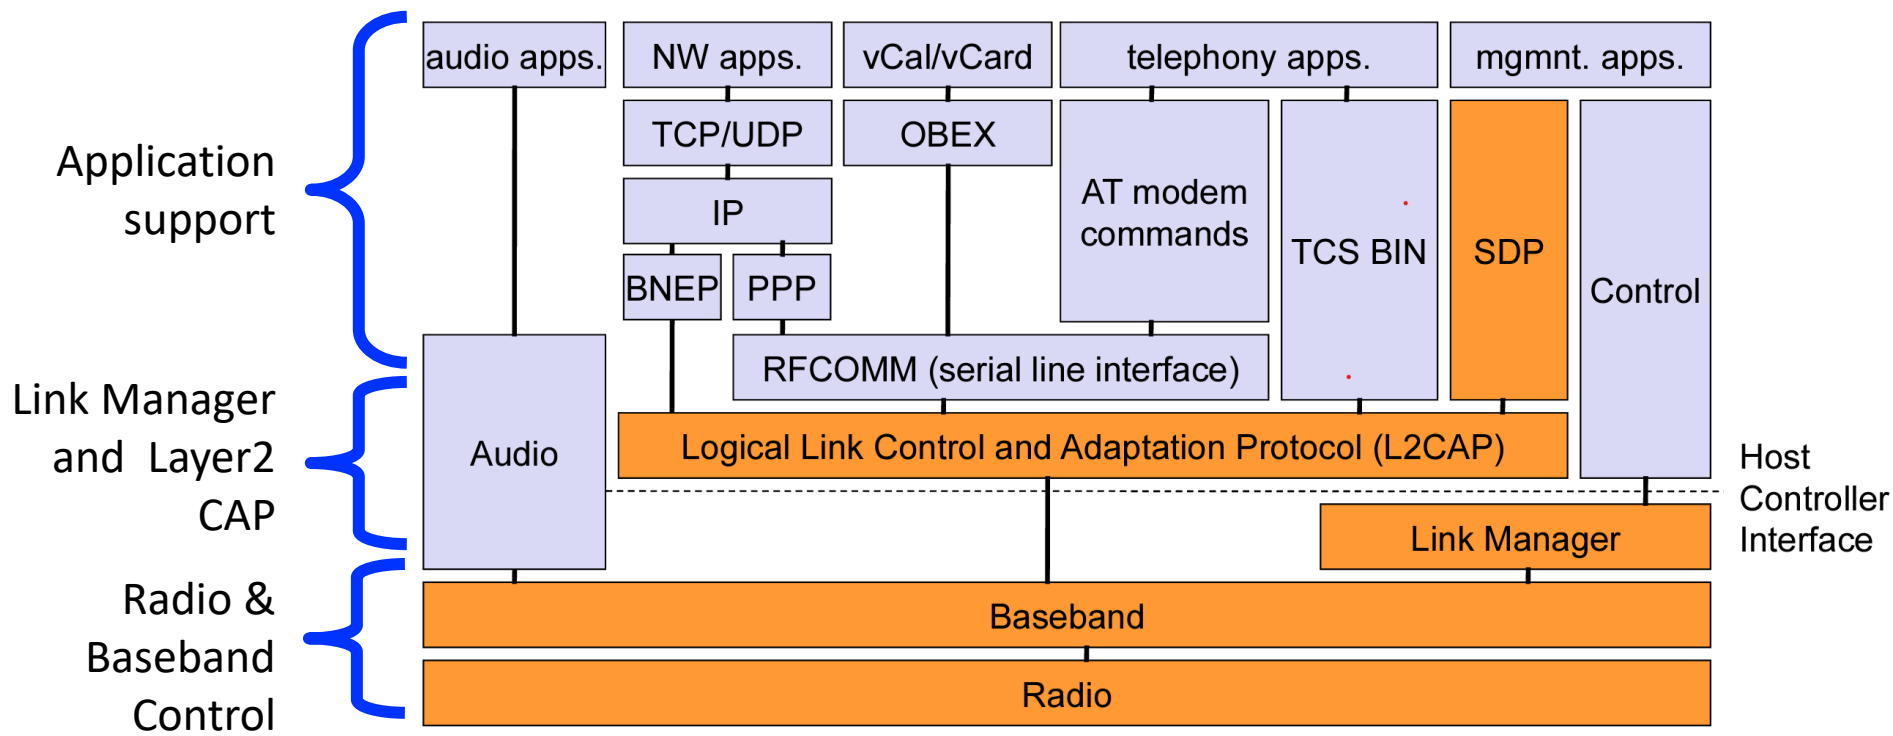 audio apps.
NW apps.
vCal/vCard
telephony apps.
mgmnt. apps.
TCP/UDP
OBEX
AT modem
commands
TCS BIN
SDP
Control
IP
BNEP
PPP
RFCOMM (serial line interface)
Audio
Logical Link Control and Adaptation Protocol (L2CAP)
Link Manager
Baseband
Radio
Application
support
Link Manager
and Layer2
CAP
Radio &
Baseband
Control
Host
Controller
Interface